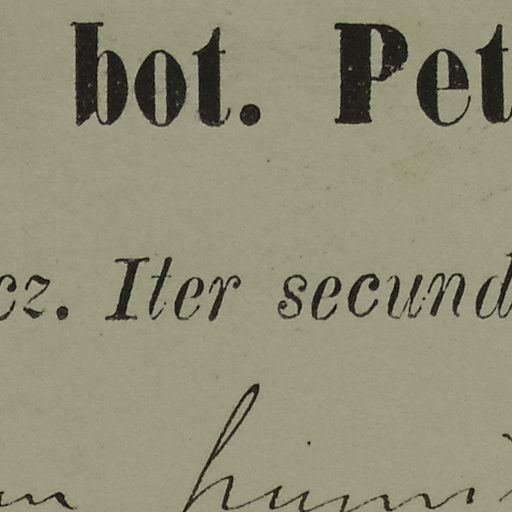 bot. Pet
cz. Iter secund